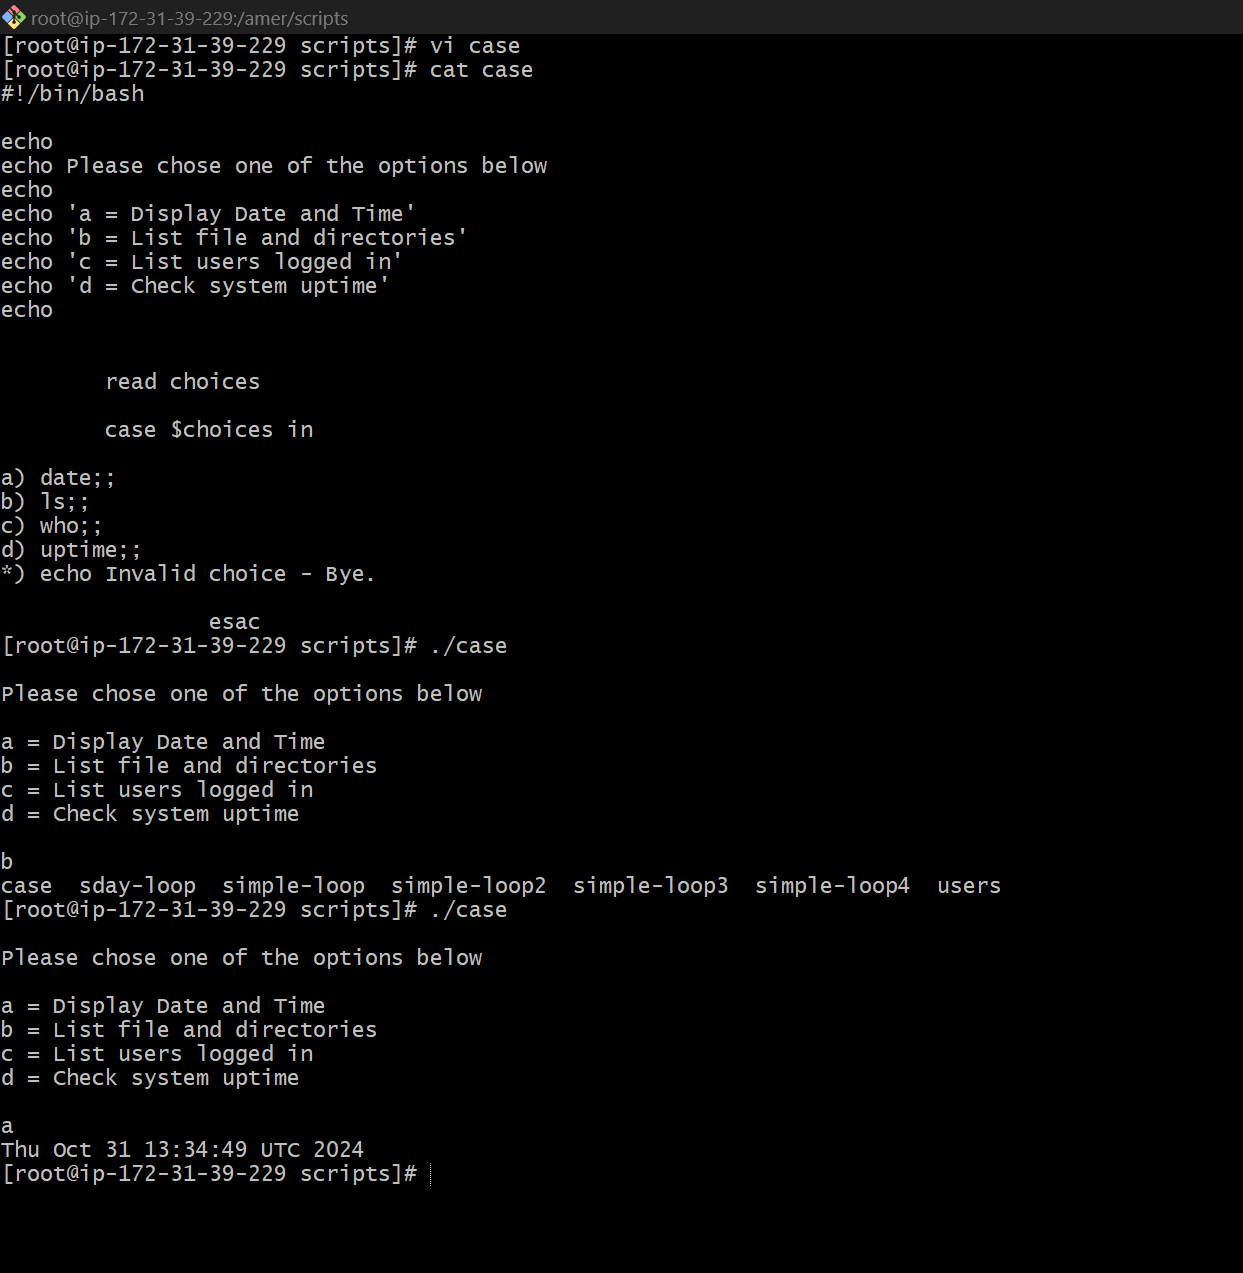 root@ip-172-31-39-229:/amer/scripts
[root@ip-172-31-39-229 scripts]# vi case
[root@ip-172-31-39-229 scripts]# cat case
#!/bin/bash
echo
echo Please chose one of the options below
echo
echo 'a = Display Date and Time'
echo 'b = List file and directories'
echo 'c = List users logged in'
echo 'd = Check system uptime'
echo
read choices
case $choices in
a) date;;
b) ls;;
c) who;;
d) uptime;;
*) echo Invalid choice - Bye.
esac
[root@ip-172-31-39-229 scripts]# ./case
Please chose one of the options below
a = Display Date and Time
b = List file and directories
c = List users logged in
d = Check system uptime
b
case  sday-loop  simple-loop  simple-loop2  simple-loop3  simple-loop4  users
[root@ip-172-31-39-229 scripts]# ./case
Please chose one of the options below
a = Display Date and Time
b = List file and directories
c = List users logged in
d = Check system uptime
a
Thu Oct 31 13:34:49 UTC 2024
[root@ip-172-31-39-229 scripts]#